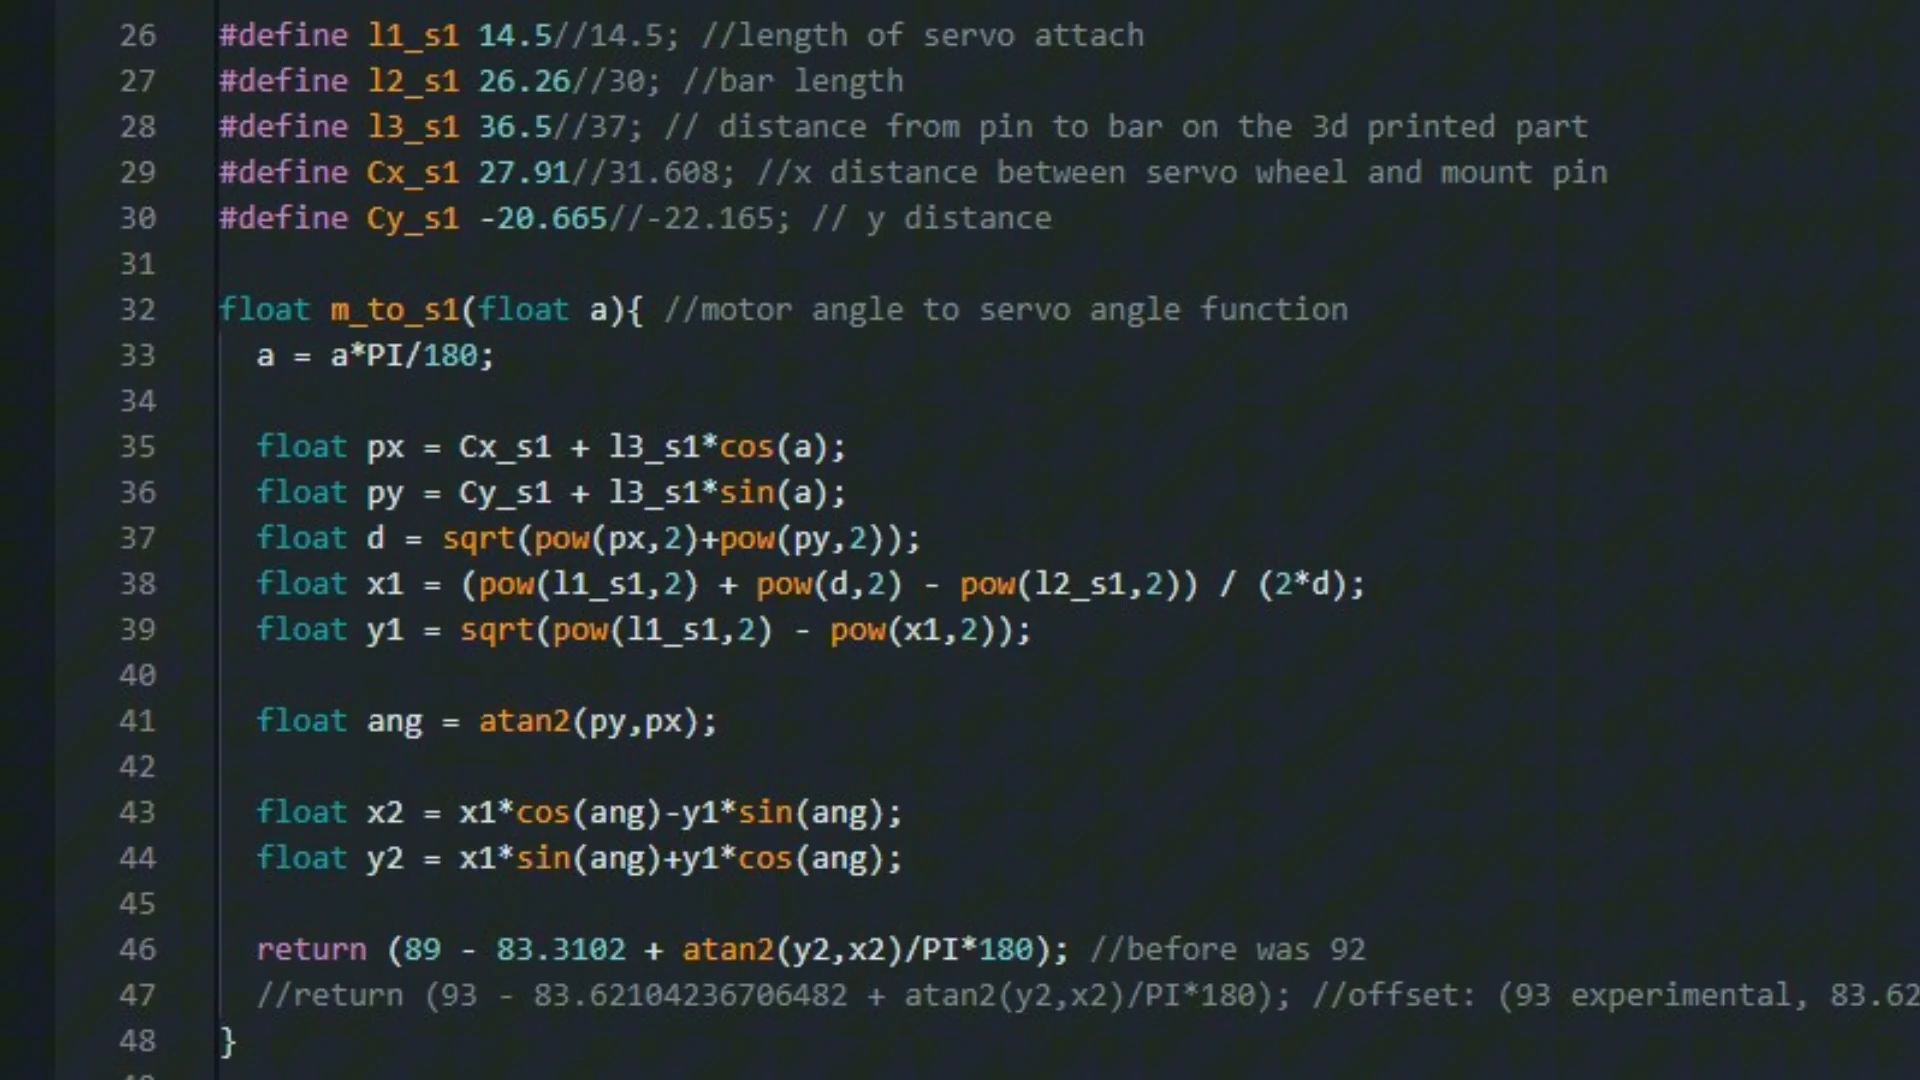 26 #define l1_s1 14.5//14.5; //length of servo attach
27 #define l2_s1 26.26//30; //bar length
28 #define l3_s1 36.5//37; // distance from pin to bar on the 3d printed part
29 #define Cx_s1 27.91//31.608; //x distance between servo wheel and mount pin
30 #define Cy_s1 -20.665//-22.165; // y distance
31
32 float m_to_s1(float a){ //motor angle to servo angle function
33 a = a*PI/180;
34
35 float px = Cx_s1 + l3_s1*cos(a);
36 float py = Cy_s1 + l3_s1*sin(a);
37 float d = sqrt(pow(px,2)+pow(py,2));
38 float x1 = (pow(l1_s1,2) + pow(d,2) - pow(l2_s1,2)) / (2*d);
39 float y1 = sqrt(pow(l1_s1,2) - pow(x1,2));
40
41 float ang = atan2(py,px);
42
43 float x2 = x1*cos(ang)-y1*sin(ang);
44 float y2 = x1*sin(ang)+y1*cos(ang);
45
46 return (89 - 83.3102 + atan2(y2,x2)/PI*180); //before was 92
47 //return (93 - 83.62104236706482 + atan2(y2,x2)/PI*180); //offset: (93 experimental, 83.62
48 }